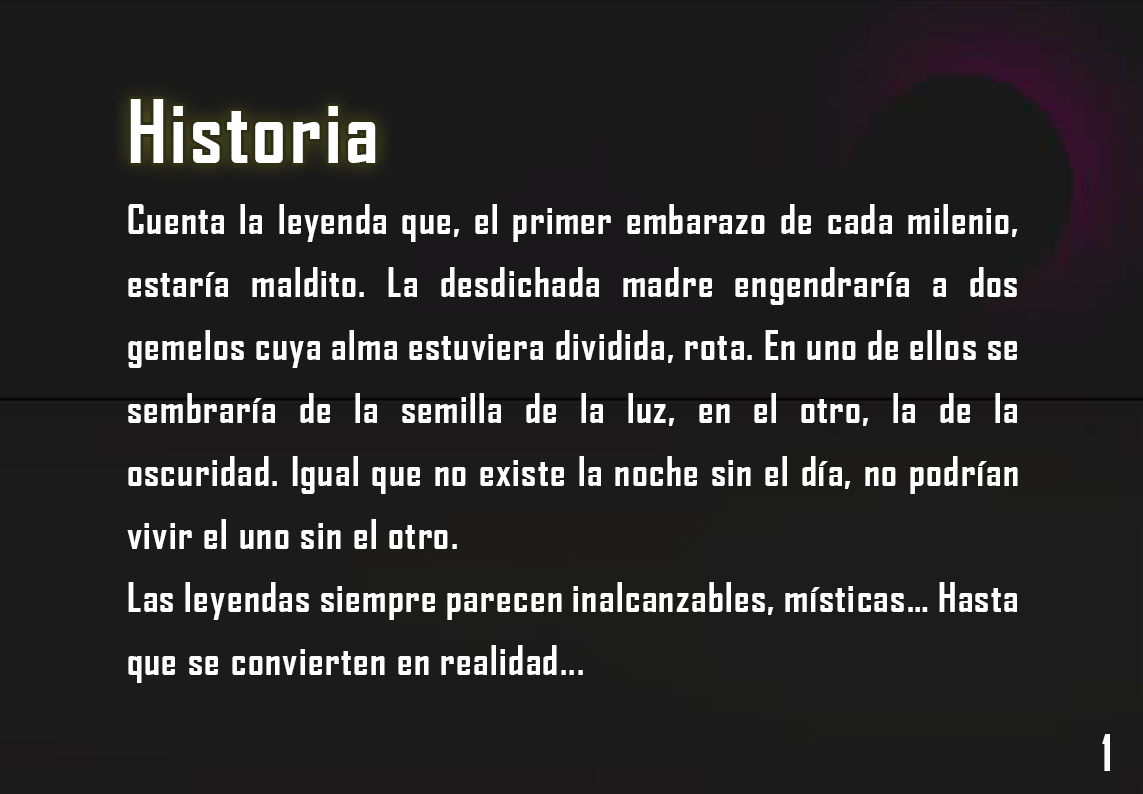 Historia
Cuenta la leyenda que, el primer embarazo de cada milenio,
estaría maldito. La desdichada madre engendraría a dos
gemelos cuya alma estuviera dividida, rota. En uno de ellos se
sembraría de la semilla de la luz, en el otro, la de la
oscuridad. Igual que no existe la noche sin el día, no podrían
vivir el uno sin el otro.
Las leyendas siempre parecen inalcanzables, místicas... Hasta
que se convierten en realidad...
1